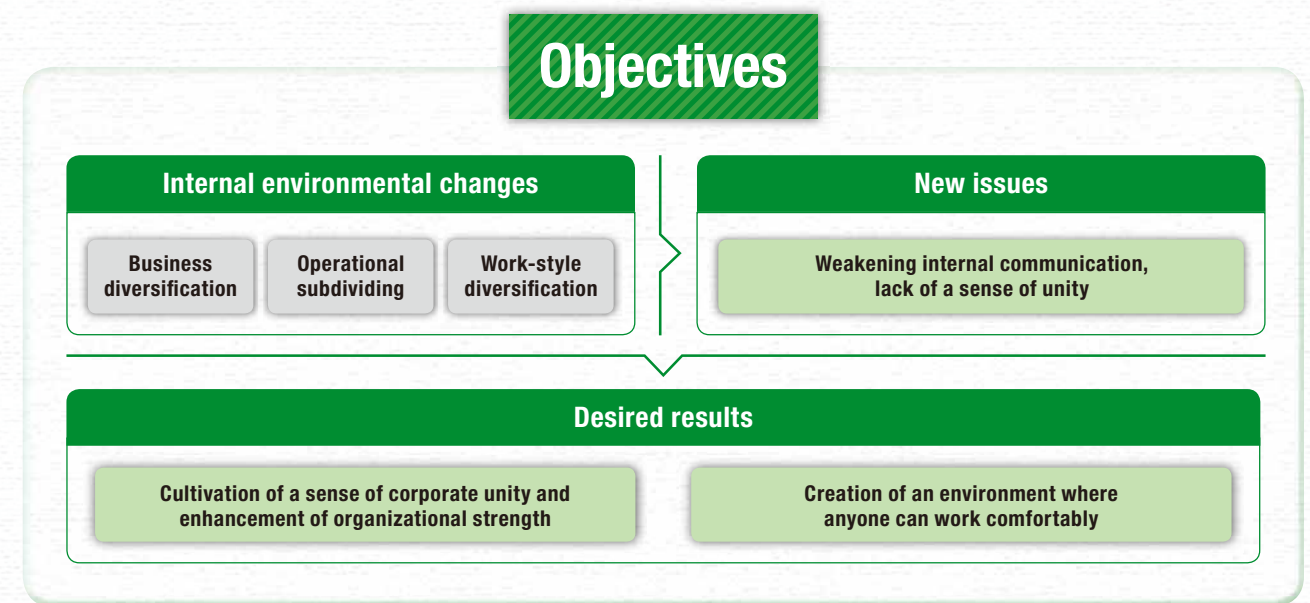 Objectives
Internal environmental changes
Business
diversification
Operational
subdividing
Work-style
diversification
New issues
Weakening internal communication,
lack of a sense of unity
Desired results
Cultivation of a sense of corporate unity and
enhancement of organizational strength
Creation of an environment where
anyone can work comfortably